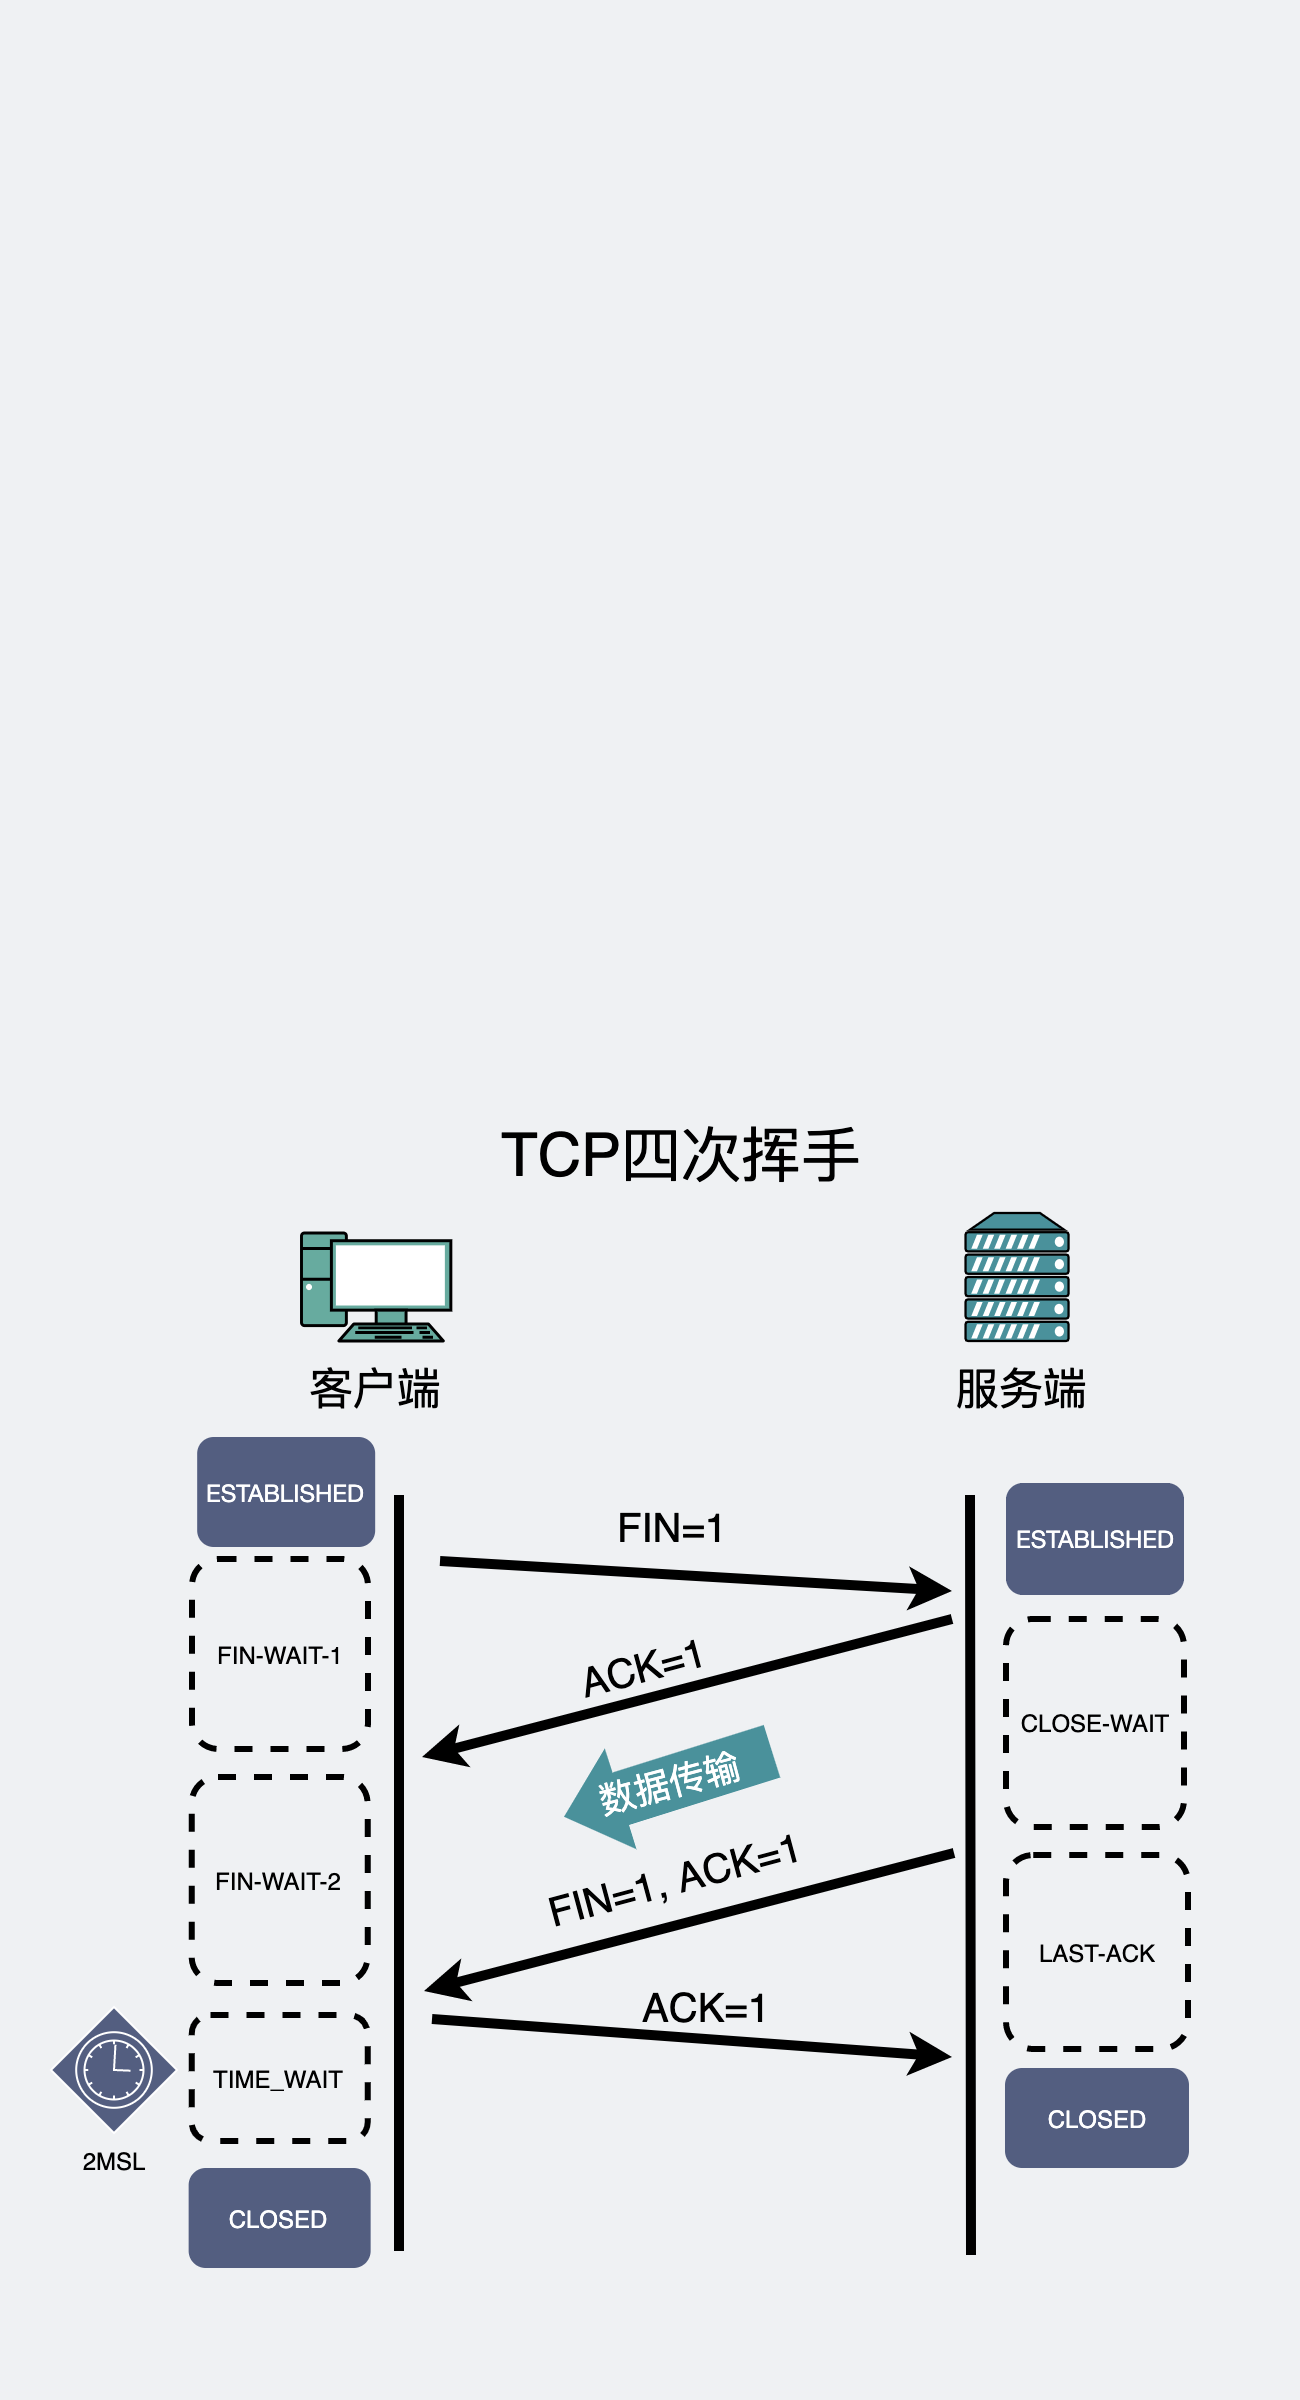 TCP四次挥手
客户端
服务端
ESTABLISHED
ESTABLISHED
FIN=1
FIN-WAIT-1
ACK=1
CLOSE-WAIT
数据传输
FIN-WAIT-2
FIN=1, ACK=1
LAST-ACK
ACK=1
TIME_WAIT
2MSL
CLOSED
CLOSED